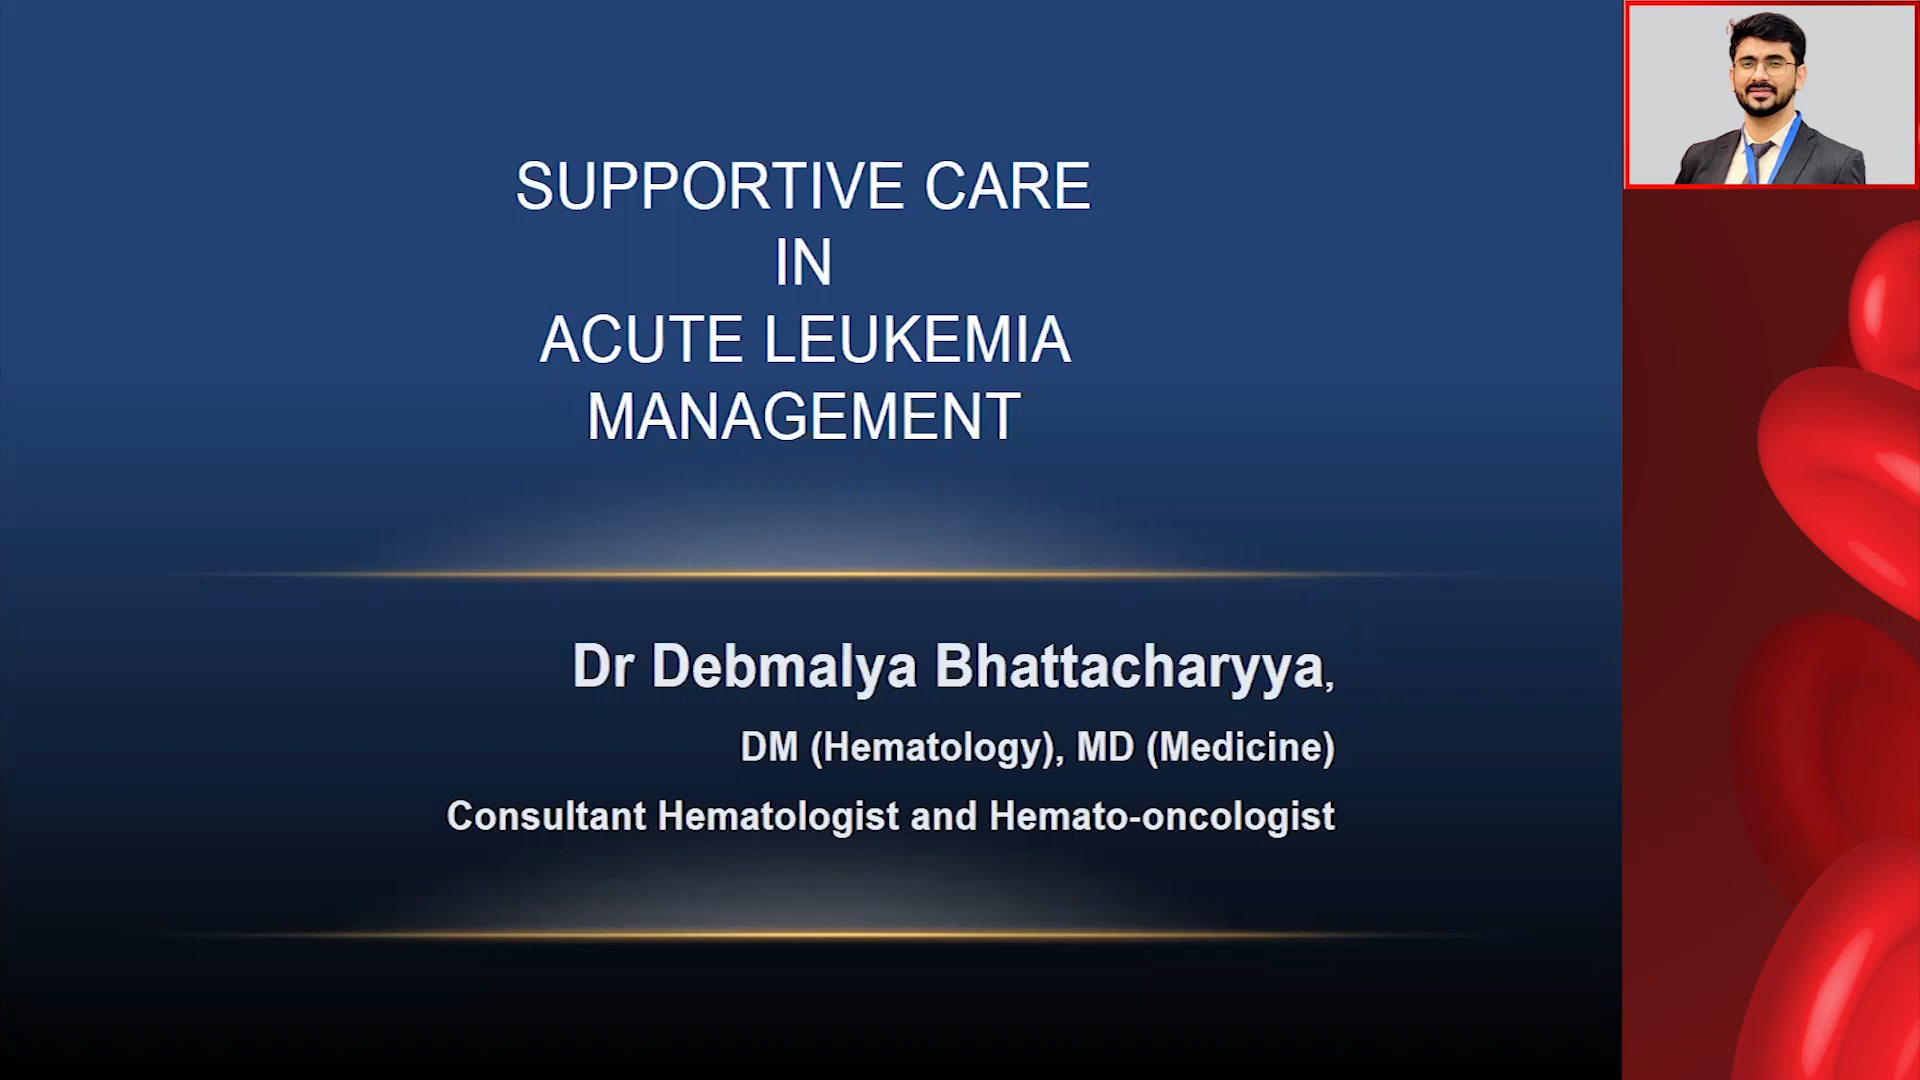 SUPPORTIVE CARE
IN
ACUTE LEUKEMIA
MANAGEMENT
Dr Debmalya Bhattacharyya,
DM (Hematology), MD (Medicine)
Consultant Hematologist and Hemato-oncologist